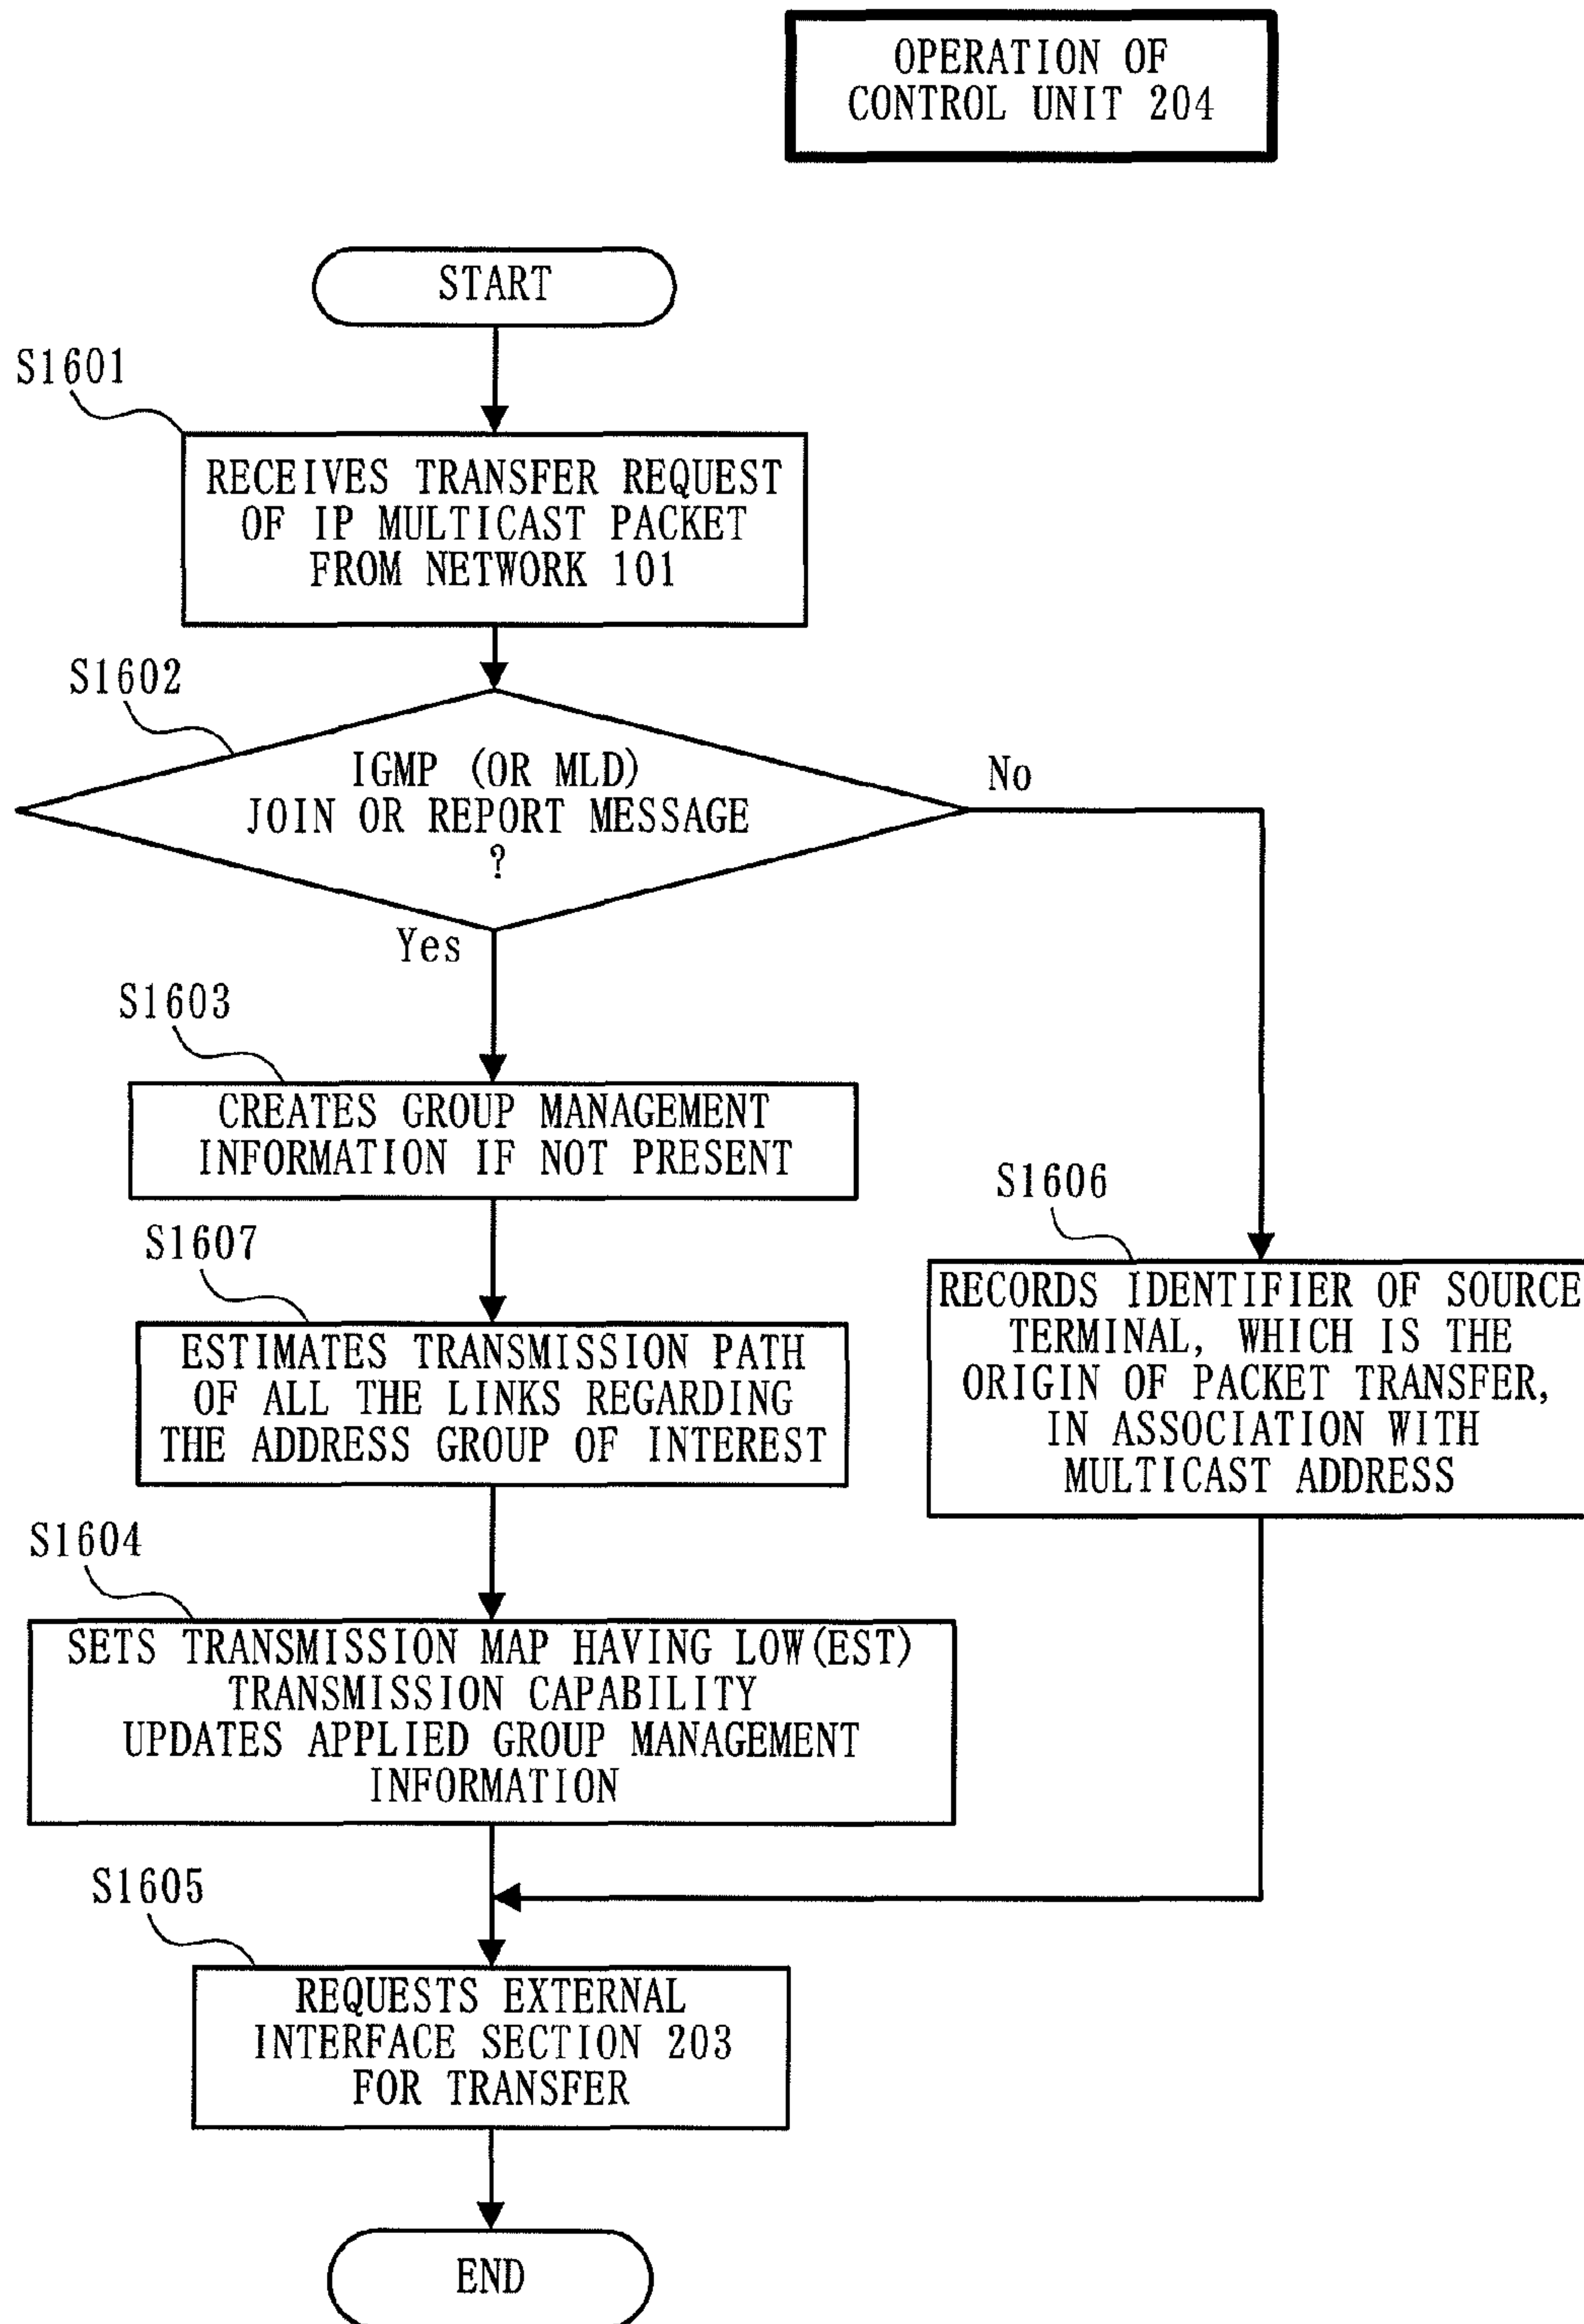 OPERATION OF
CONTROL UNIT 204
START
S1601
RECEIVES TRANSFER REQUEST
OF IP MULTICAST PACKET
FROM NETWORK 101
S1602
IGMP (OR MLD)
JOIN OR REPORT MESSAGE
?
No
Yes
S1603
CREATES GROUP MANAGEMENT
INFORMATION IF NOT PRESENT
S1606
RECORDS IDENTIFIER OF SOURCE
TERMINAL, WHICH IS THE
ORIGIN OF PACKET TRANSFER,
IN ASSOCIATION WITH
MULTICAST ADDRESS
S1607
ESTIMATES TRANSMISSION PATH
OF ALL THE LINKS REGARDING
THE ADDRESS GROUP OF INTEREST
S1604
SETS TRANSMISSION MAP HAVING LOW(EST)
TRANSMISSION CAPABILITY
UPDATES APPLIED GROUP MANAGEMENT
INFORMATION
S1605
REQUESTS EXTERNAL
INTERFACE SECTION 203
FOR TRANSFER
END